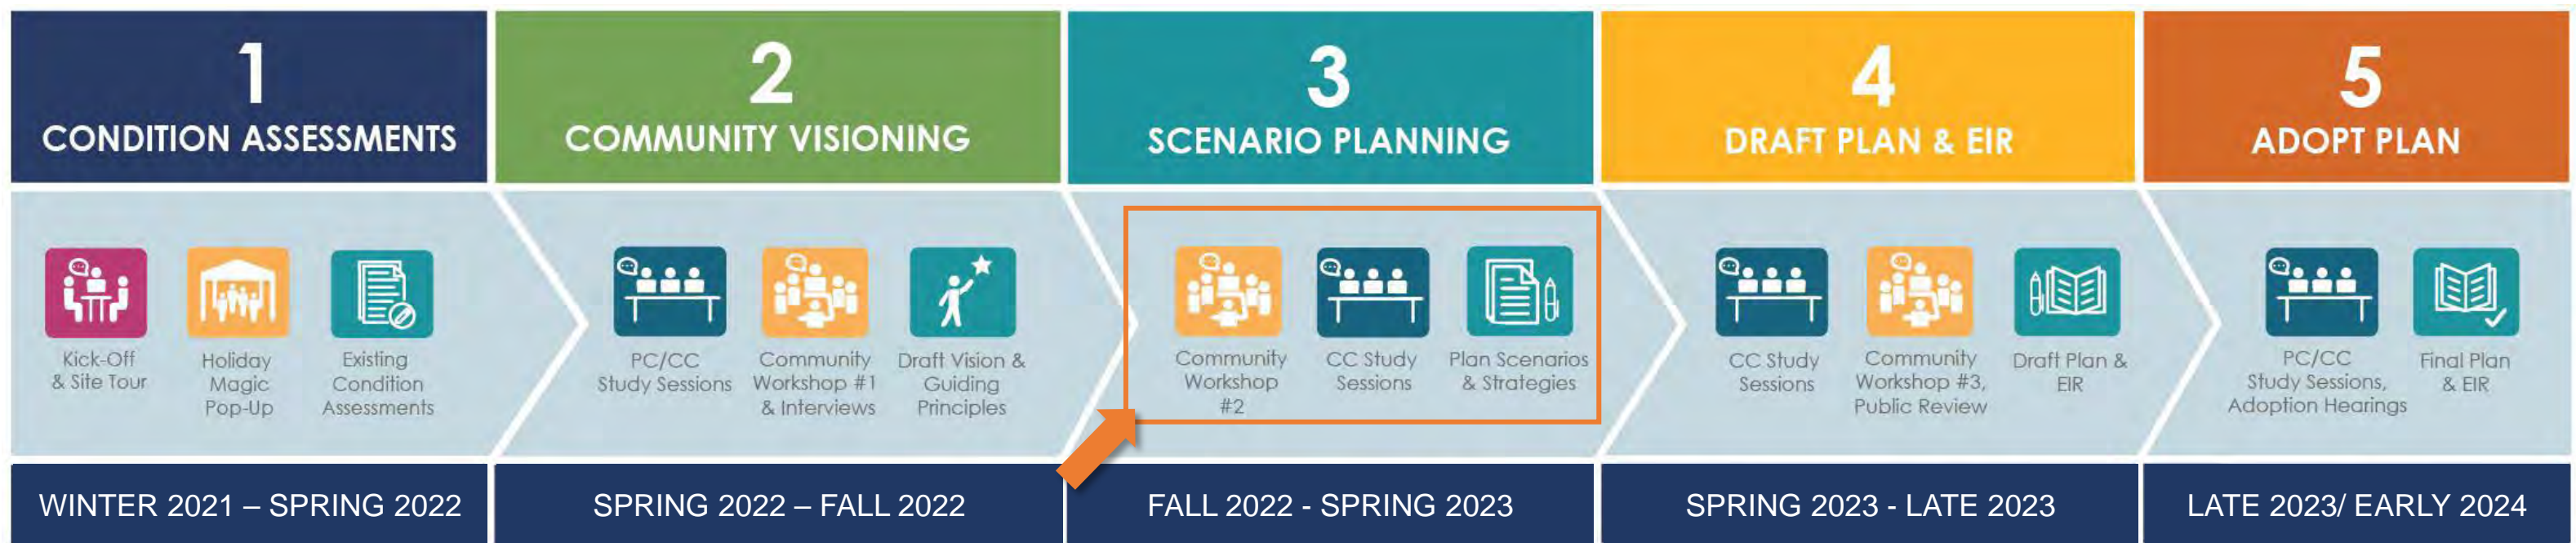 1
CONDITION ASSESSMENTS
2
COMMUNITY VISIONING
3
SCENARIO PLANNING
4
DRAFT PLAN & EIR
5
ADOPT PLAN
Kick-Off
& Site Tour
Holiday
Magic
Pop-Up
Existing
Condition
Assessments
PC/CC
Study Sessions
Community
Workshop #1
& Interviews
Draft Vision &
Guiding
Principles
Community
Workshop
#2
CC Study
Sessions
Plan Scenarios
& Strategies
CC Study
Sessions
Community
Workshop #3,
Public Review
Draft Plan &
EIR
PC/CC
Study Sessions,
Adoption Hearings
Final Plan
& EIR
WINTER 2021 – SPRING 2022
SPRING 2022 – FALL 2022
FALL 2022 - SPRING 2023
SPRING 2023 - LATE 2023
LATE 2023/ EARLY 2024